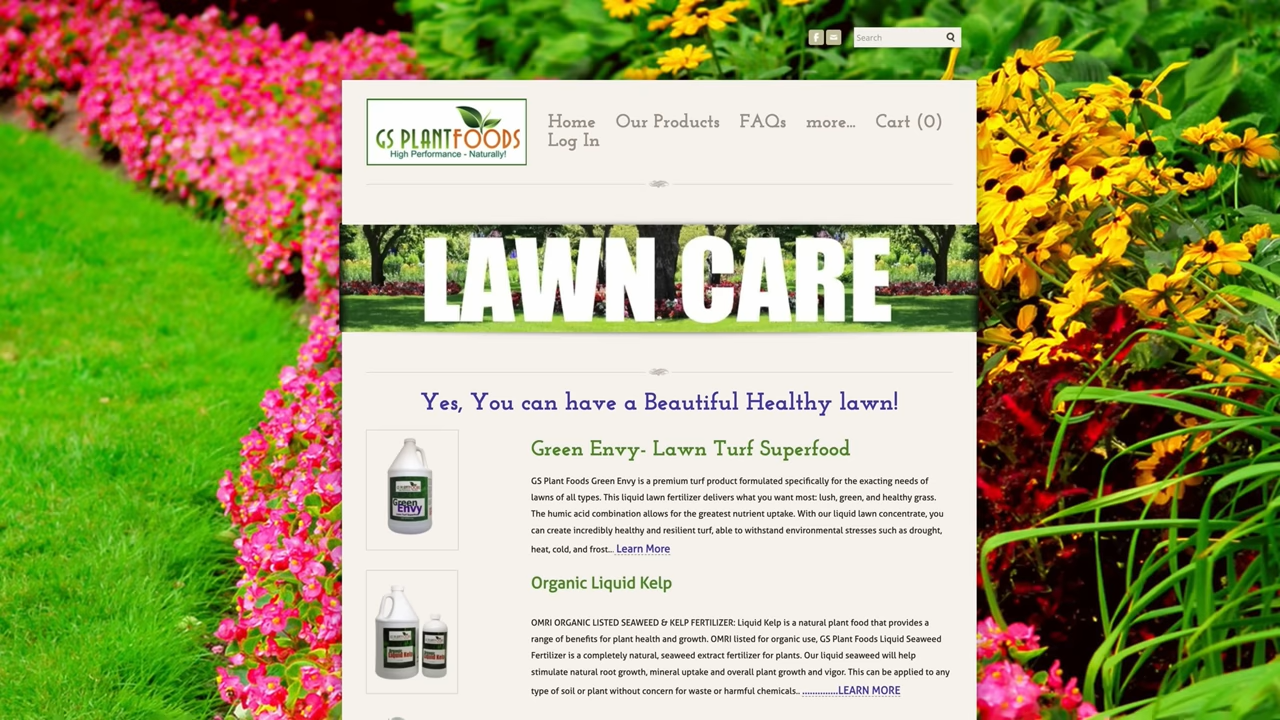 Search
GS PLANTFOODS
High Performance - Naturally!
Home Our Products FAQs more... Cart (0)
Log In
LAWN CARE
Yes, You can have a Beautiful Healthy lawn!
Green Envy- Lawn Turf Superfood
GS Plant Foods Green Envy is a premium turf product formulated specifically for the exacting needs of
lawns of all types. This liquid lawn fertilizer delivers what you want most: lush, green, and healthy grass.
The humic acid combination allows for the greatest nutrient uptake. With our liquid lawn concentrate, you
can create incredibly healthy and resilient turf, able to withstand environmental stresses such as drought,
heat, cold, and frost... Learn More
Green
Envy
Organic Liquid Kelp
OMRI ORGANIC LISTED SEAWEED & KELP FERTILIZER: Liquid Kelp is a natural plant food that provides a
range of benefits for plant health and growth. OMRI listed for organic use, GS Plant Foods Liquid Seaweed
Fertilizer is a completely natural, seaweed extract fertilizer for plants. Our liquid seaweed will help
stimulate natural root growth, mineral uptake and overall plant growth and vigor. This can be applied to any
type of soil or plant without concern for waste or harmful chemicals.. ..............LEARN MORE
Liquid Kelp
Liquid Kelp